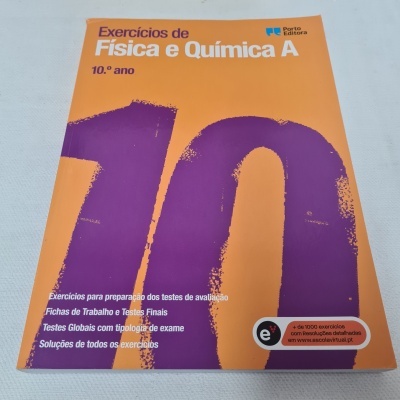 Exercícios de
Física e Química A
10.º ano
Porto
Editora
10
Exercícios para preparação dos testes de avaliação
Fichas de Trabalho e Testes Finais
Testes Globais com tipologia de exame
Soluções de todos os exercícios
e
+ de 1000 exercícios
com Resoluções detalhadas
em www.escolavirtual.pt